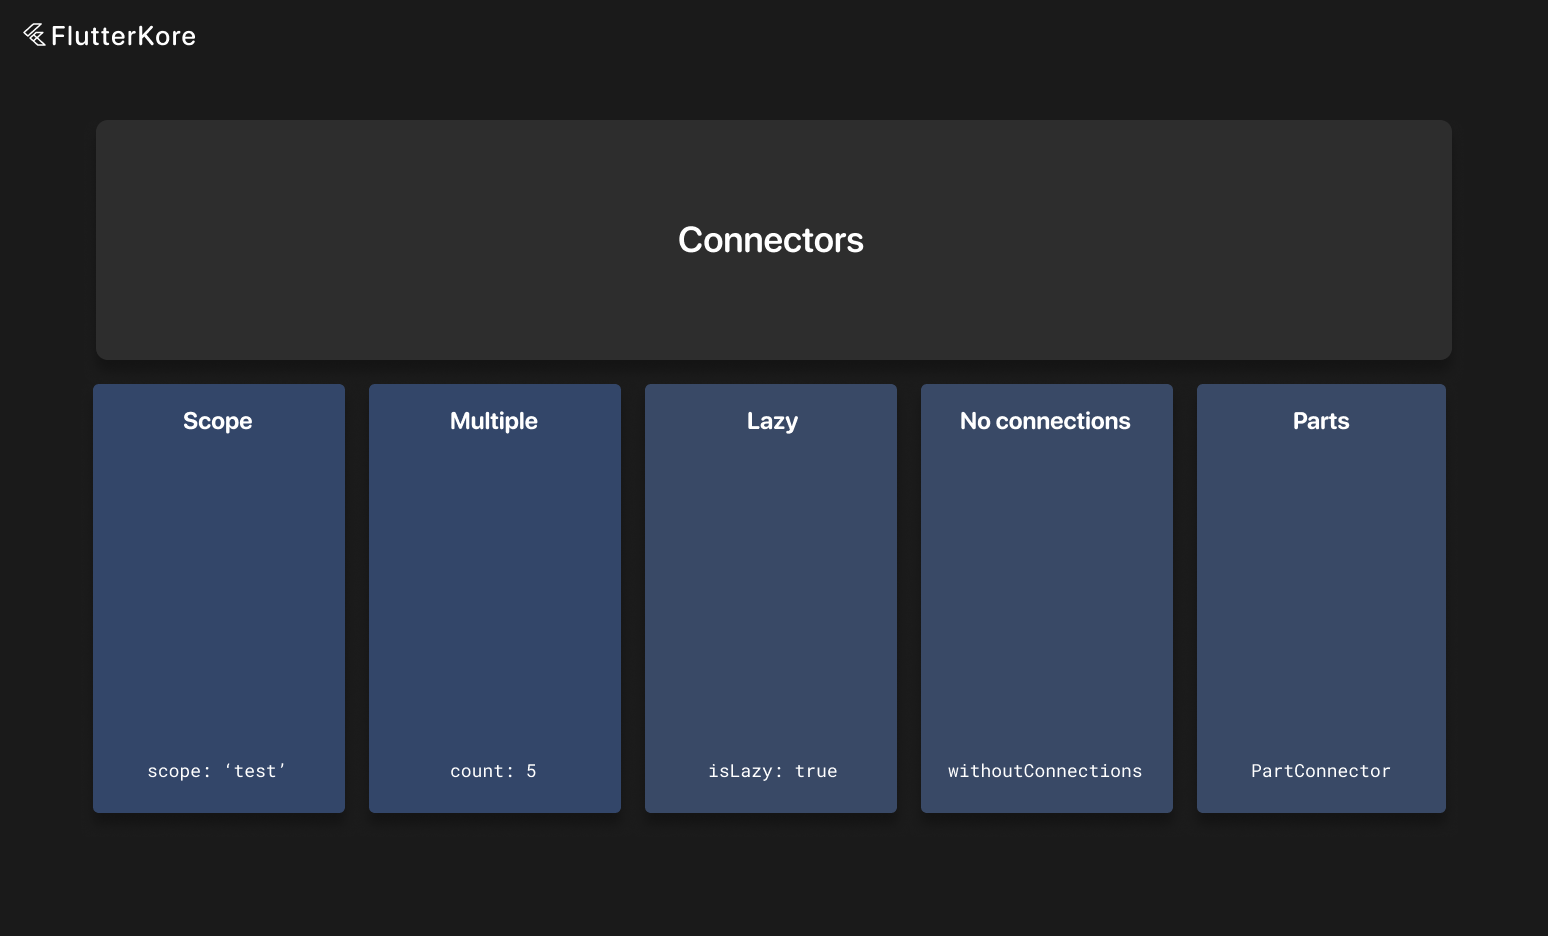 FlutterKore
Connectors
Scope
Multiple
Lazy
No connections
Parts
scope: ‘test’
count: 5
isLazy: true
withoutConnections
PartConnector